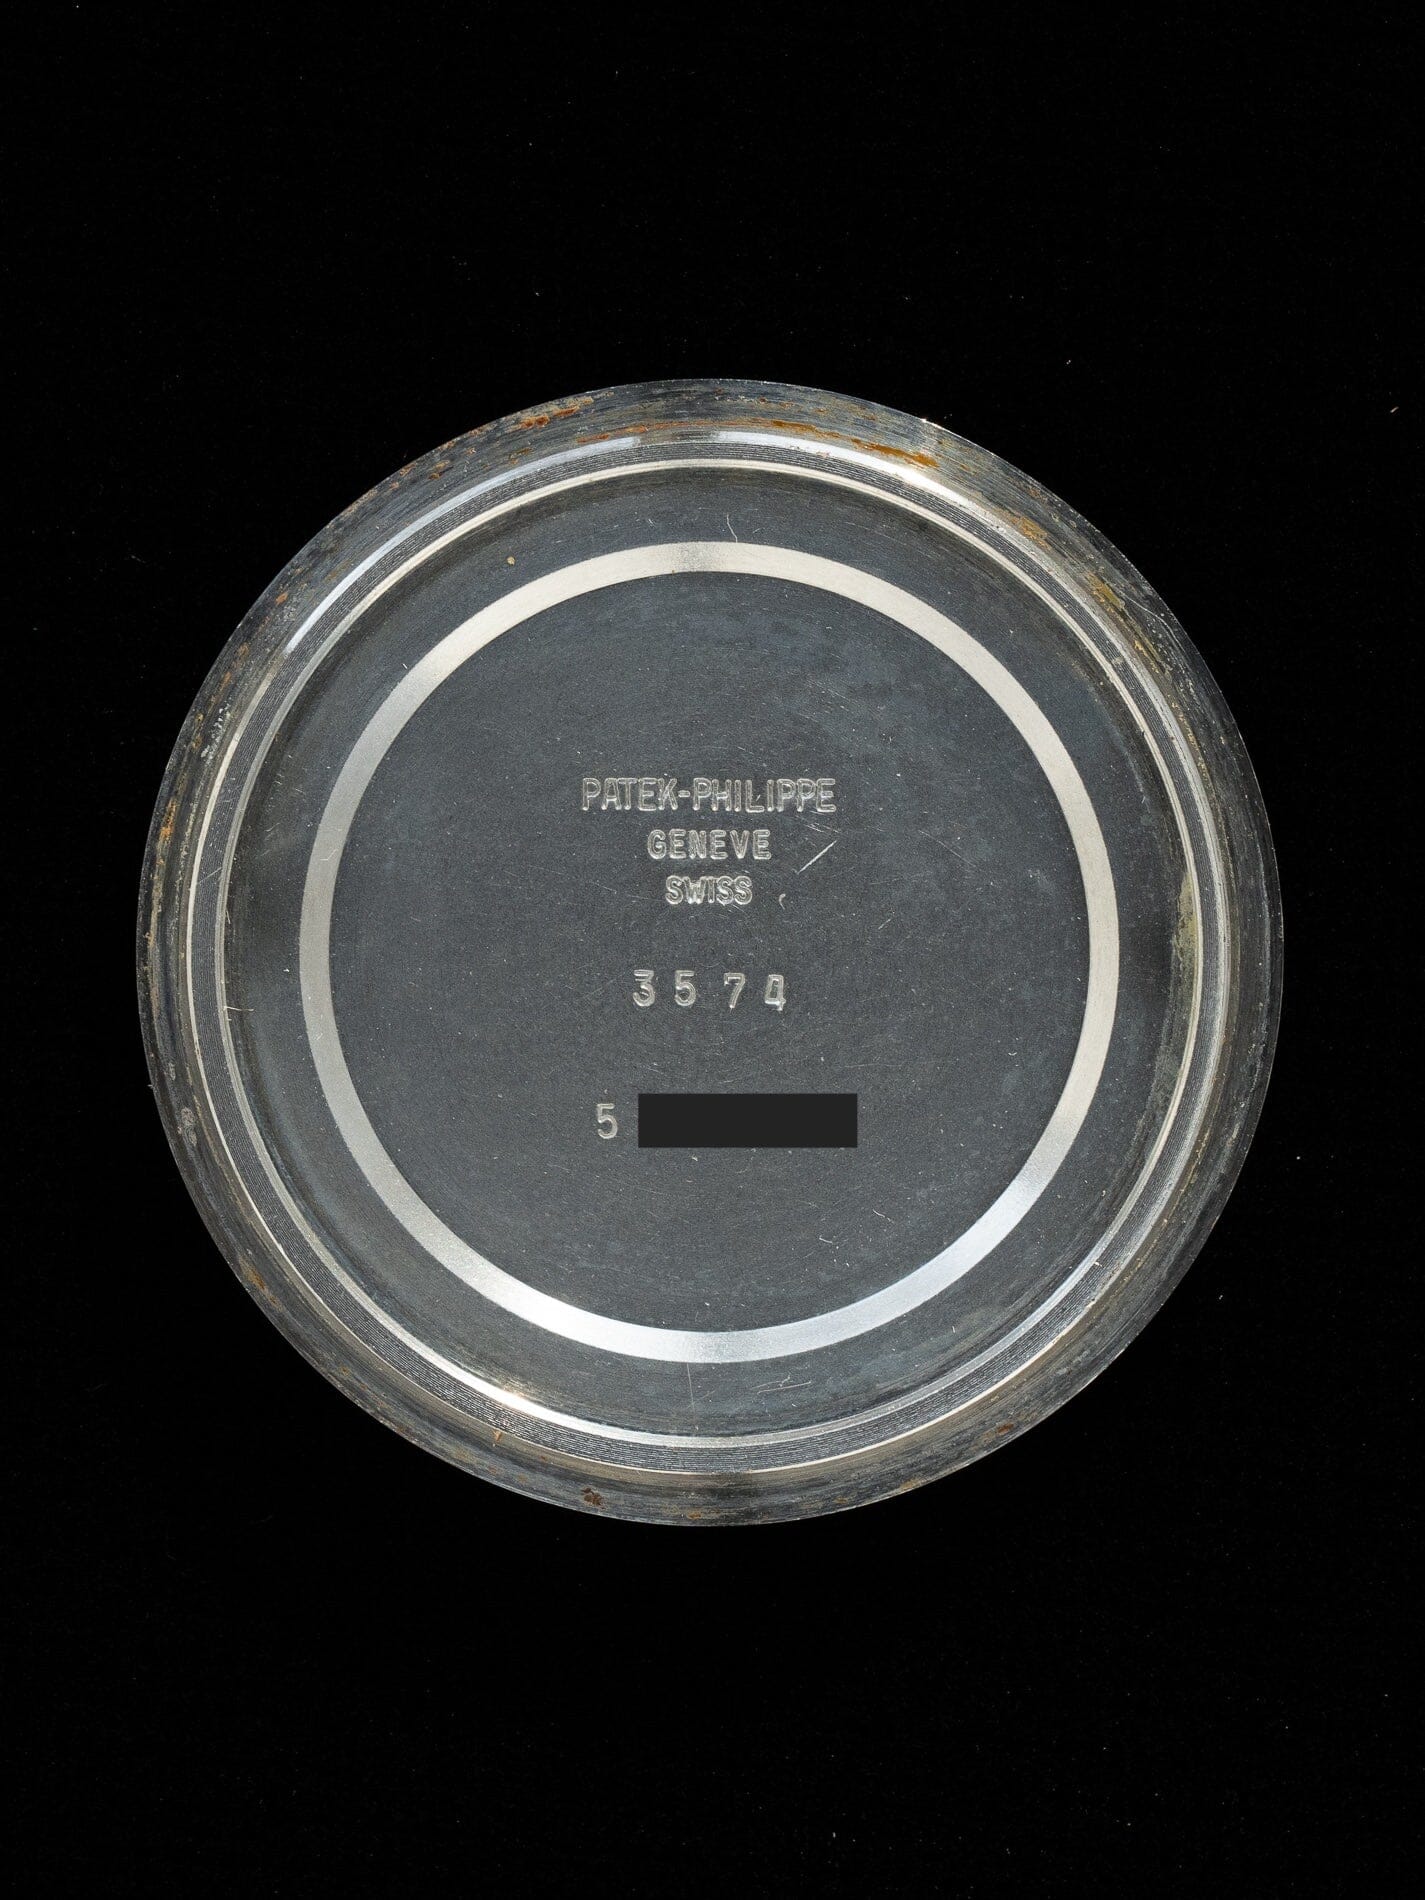 PATEK-PHILIPPE
GENEVE
SWISS
3574
5